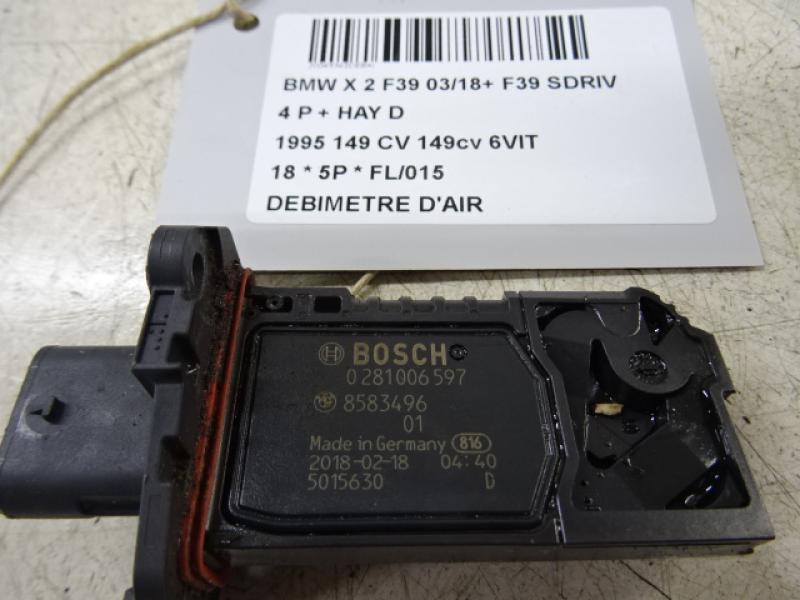 BMW X 2 F39 03/18+ F39 SDRIV
4 P + HAY D
1995 149 CV 149cv 6VIT
18 * 5P * FL/015
DEBIMETRE D'AIR
BOSCH
0 281 006 597
8583496
01
Made in Germany 816
2018-02-18 04:40
5015630 D